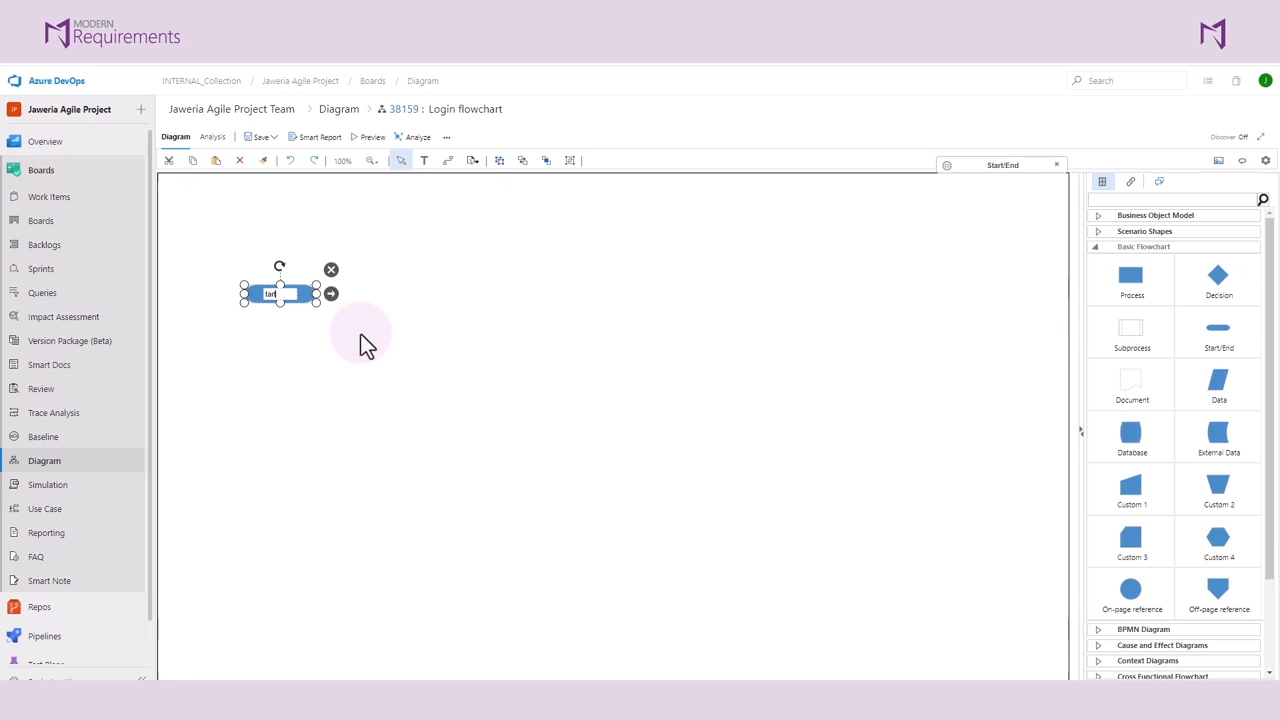 MODERN
Requirements
Azure DevOps
INTERNAL_Collection / Jaweria Agile Project / Boards / Diagram
Search
J
JP Jaweria Agile Project
Jaweria Agile Project Team > Diagram > 38159 : Login flowchart
Overview
Diagram Analysis Save Smart Report Preview Analyze ...
Discover Off
Boards
100%
T
Start/End
Work Items
Boards
Backlogs
Sprints
Queries
Impact Assessment
Version Package (Beta)
Smart Docs
Review
Trace Analysis
Baseline
Diagram
Simulation
Use Case
Reporting
FAQ
Smart Note
Repos
Pipelines
tart
Business Object Model
Scenario Shapes
Basic Flowchart
Process Decision
Subprocess Start/End
Document Data
Database External Data
Custom 1 Custom 2
Custom 3 Custom 4
On-page reference Off-page reference
BPMN Diagram
Cause and Effect Diagrams
Context Diagrams
Cross Functional Flowchart